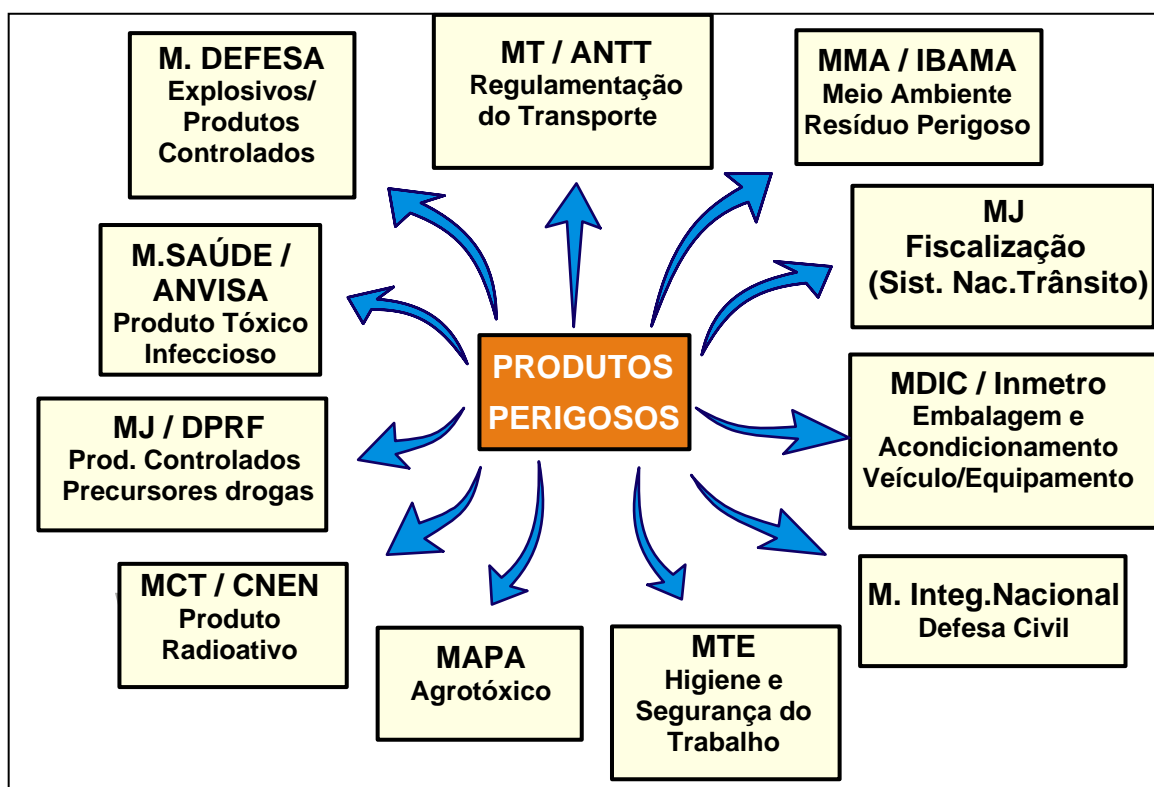 M. DEFESA
Explosivos/
Produtos
Controlados
MT / ANTT
Regulamentação
do Transporte
MMA / IBAMA
Meio Ambiente
Resíduo Perigoso
M.SAÚDE /
ANVISA
Produto Tóxico
Infeccioso
MJ
Fiscalização
(Sist. Nac.Trânsito)
PRODUTOS
PERIGOSOS
MJ / DPRF
Prod. Controlados
Precursores drogas
MDIC / Inmetro
Embalagem e
Acondicionamento
Veículo/Equipamento
MCT / CNEN
Produto
Radioativo
MAPA
Agrotóxico
MTE
Higiene e
Segurança do
Trabalho
M. Integ.Nacional
Defesa Civil